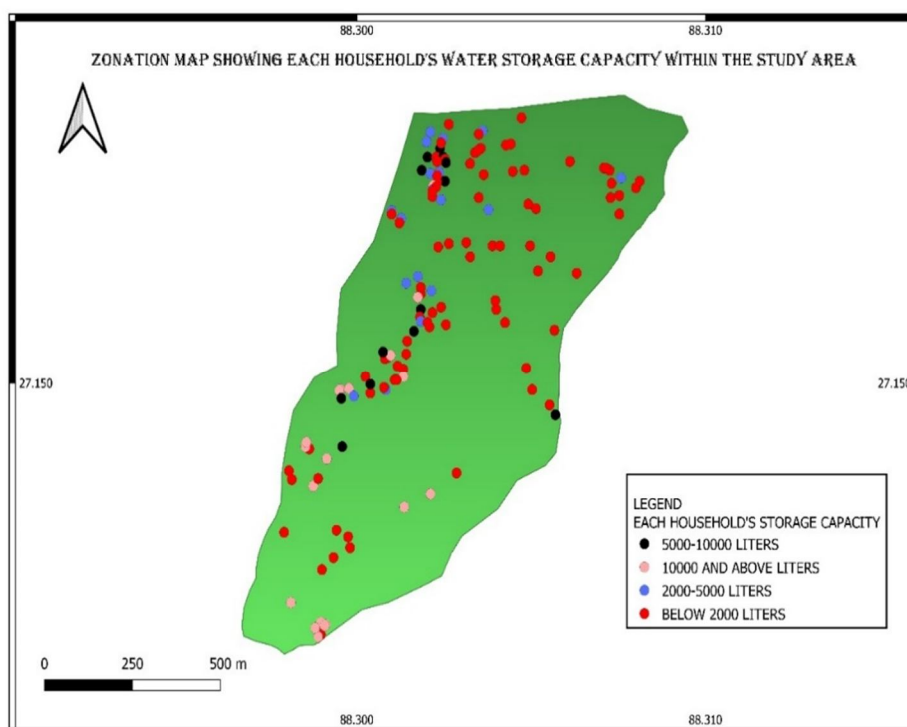 88.300 88.310
ZONATION MAP SHOWING EACH HOUSEHOLD'S WATER STORAGE CAPACITY WITHIN THE STUDY AREA
27.150 27.150
LEGEND
EACH HOUSEHOLD'S STORAGE CAPACITY
5000-10000 LITERS
10000 AND ABOVE LITERS
2000-5000 LITERS
BELOW 2000 LITERS
0 250 500 m
88.300 88.310